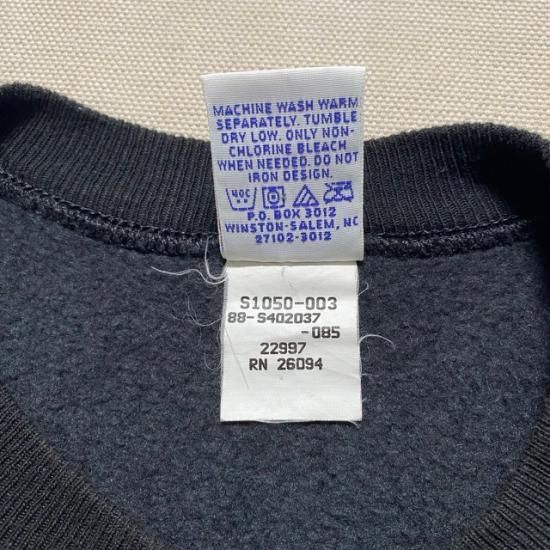 MACHINE WASH WARM
SEPARATELY. TUMBLE
DRY LOW. ONLY NON-
CHLORINE BLEACH
WHEN NEEDED. DO NOT
IRON DESIGN.
40C
P.O. BOX 3012
WINSTON-SALEM, NC
27102-3012
S1050-003
88-S402037
-085
22997
RN 26094